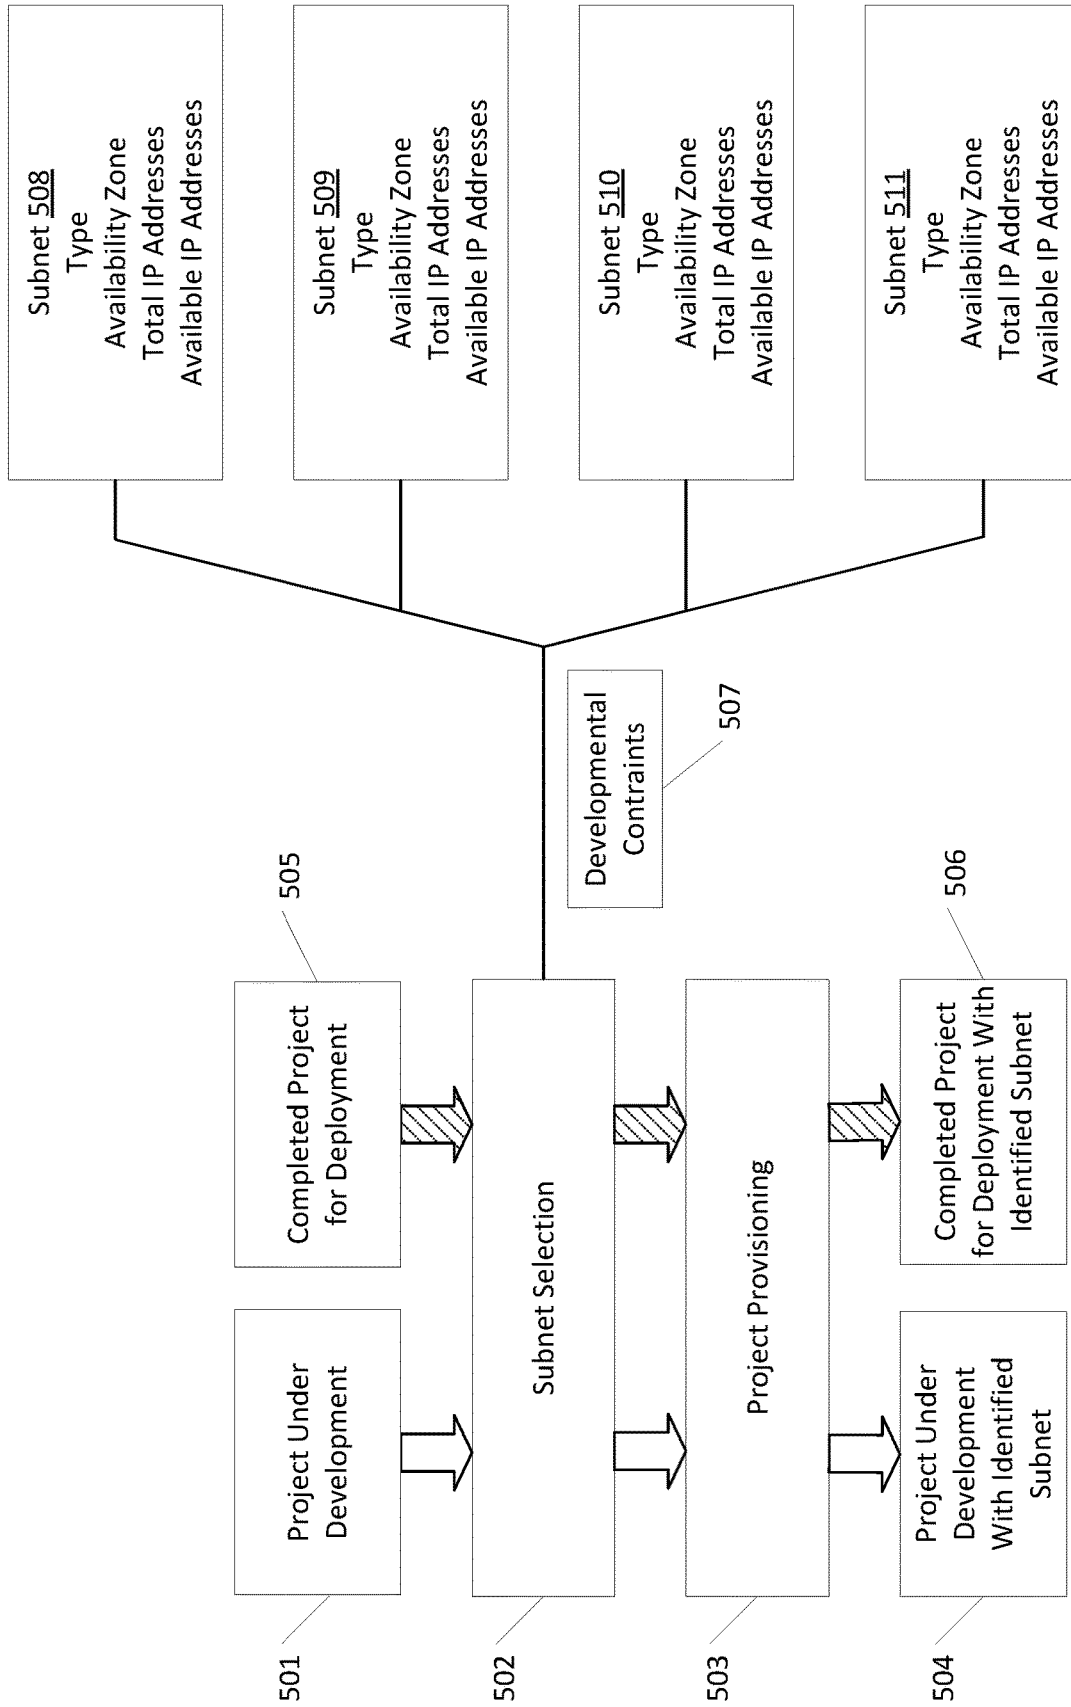 501
Project Under
Development
Completed Project
for Deployment
505
502
Subnet Selection
503
Project Provisioning
504
Project Under
Development
With Identified
Subnet
Completed Project
for Deployment With
Identified Subnet
506
Developmental
Contraints
507
Subnet 508
Type
Availability Zone
Total IP Addresses
Available IP Addresses
Subnet 509
Type
Availability Zone
Total IP Addresses
Available IP Addresses
Subnet 510
Type
Availability Zone
Total IP Addresses
Available IP Addresses
Subnet 511
Type
Availability Zone
Total IP Addresses
Available IP Addresses